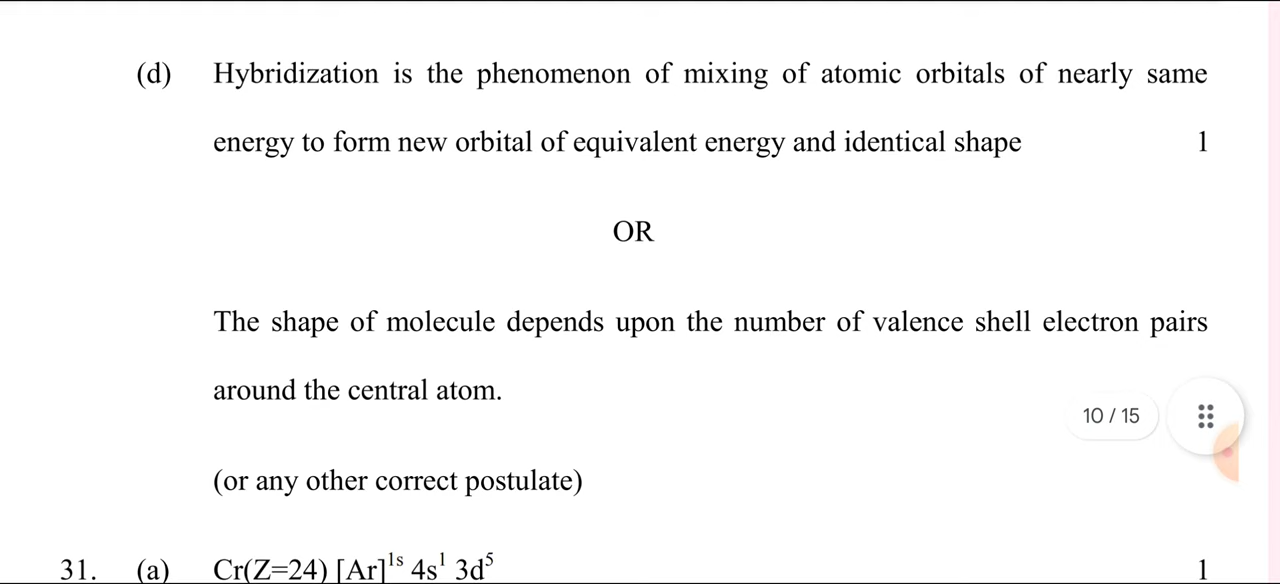 (d) Hybridization is the phenomenon of mixing of atomic orbitals of nearly same
energy to form new orbital of equivalent energy and identical shape 1
OR
The shape of molecule depends upon the number of valence shell electron pairs
around the central atom.
10 / 15
(or any other correct postulate)
31. (a) Cr(Z=24) [Ar]¹ˢ 4s¹ 3d⁵ 1